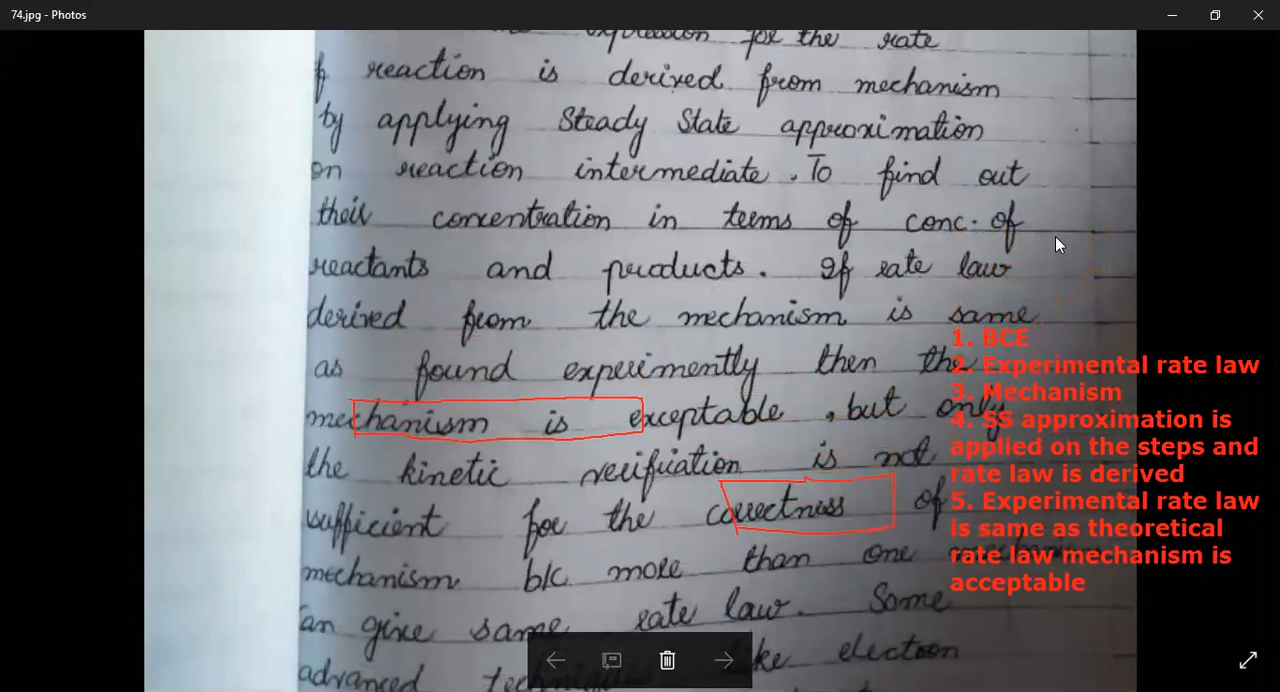 74.jpg - Photos
expression for the rate
reaction is derived from mechanism
by applying Steady State approximation
on reaction intermediate. To find out
their concentration in terms of conc. of
reactants and products. If rate law
derived from the mechanism is same
as found experimently then the
mechanism is exceptable, but only
the kinetic verification is not
sufficient for the correctness of
mechanism b/c more than one
an give same rate law. Some
advanced like electron
1. BCE
2. Experimental rate law
3. Mechanism
4. SS approximation is
applied on the steps and
rate law is derived
5. Experimental rate law
is same as theoretical
rate law mechanism is
acceptable